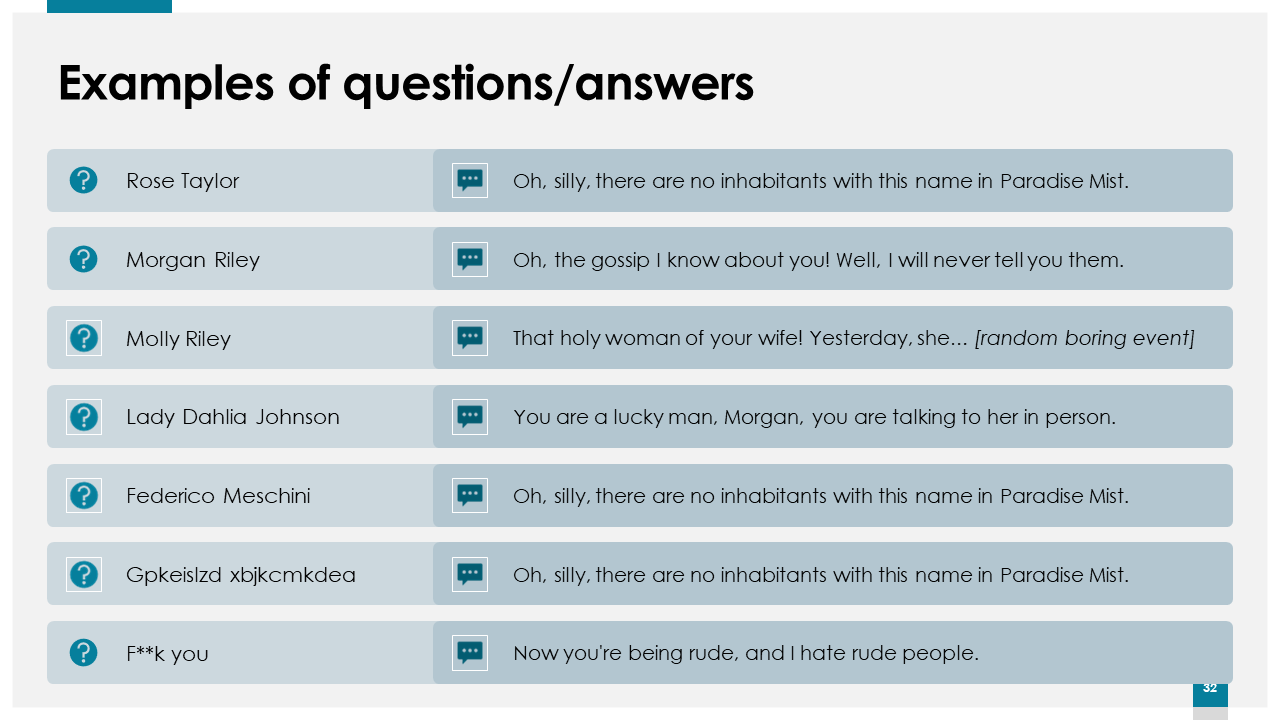 Examples of questions/answers
Rose Taylor
Oh, silly, there are no inhabitants with this name in Paradise Mist.
Morgan Riley
Oh, the gossip I know about you! Well, I will never tell you them.
Molly Riley
That holy woman of your wife! Yesterday, she... [random boring event]
Lady Dahlia Johnson
You are a lucky man, Morgan, you are talking to her in person.
Federico Meschini
Oh, silly, there are no inhabitants with this name in Paradise Mist.
Gpkeislzd xbjkcmkdea
Oh, silly, there are no inhabitants with this name in Paradise Mist.
F**k you
Now you're being rude, and I hate rude people.
32